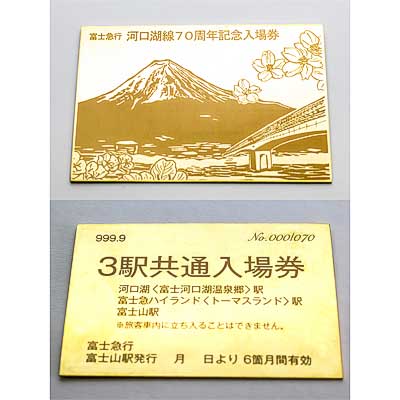 富士急行 河口湖線70周年記念入場券
999.9 No.0001070
3駅共通入場券
河口湖〈富士河口湖温泉郷〉駅
富士急ハイランド〈トーマスランド〉駅
富士山駅
※旅客車内に立ち入ることはできません。
富士急行
富士山駅発行 月 日より6箇月間有効